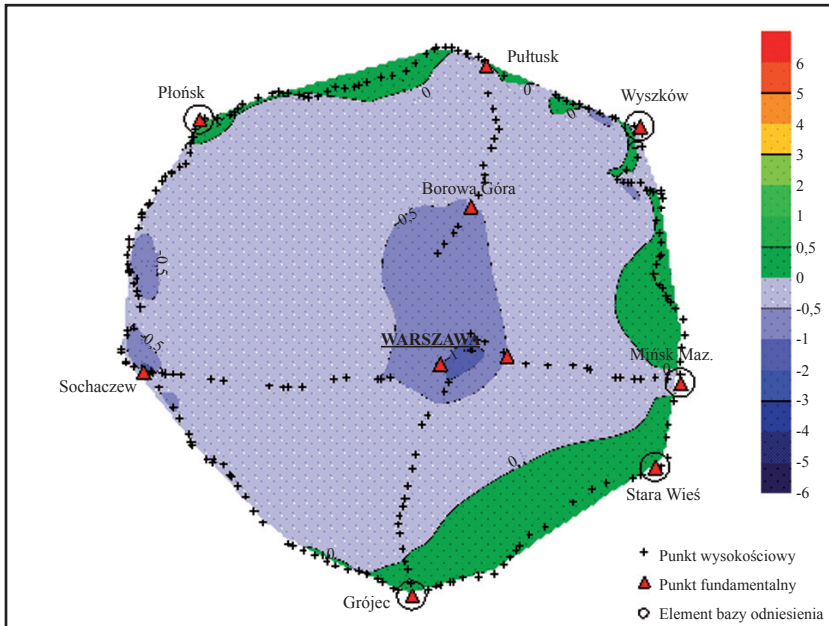 Pułtusk
Płońsk
Wyszków
0
0
0
Borowa Góra
-0,5
-0,5
-0,5
WARSZAWA
-1
Mińsk Maz.
0
Sochaczew
0
Stara Wieś
0
Grójec
6
5
4
3
2
1
0,5
0
-0,5
-1
-2
-3
-4
-5
-6
Punkt wysokościowy
Punkt fundamentalny
Element bazy odniesienia